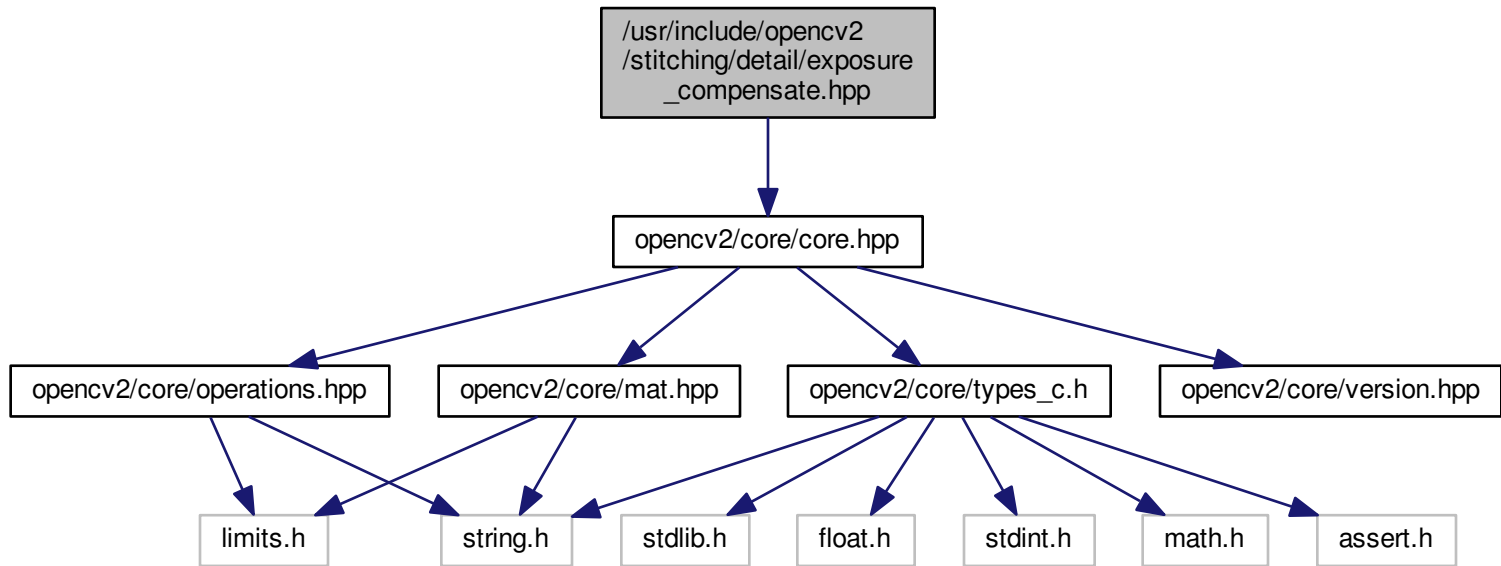 /usr/include/opencv2
/stitching/detail/exposure
_compensate.hpp
opencv2/core/core.hpp
opencv2/core/operations.hpp
opencv2/core/mat.hpp
opencv2/core/types_c.h
opencv2/core/version.hpp
limits.h
string.h
stdlib.h
float.h
stdint.h
math.h
assert.h